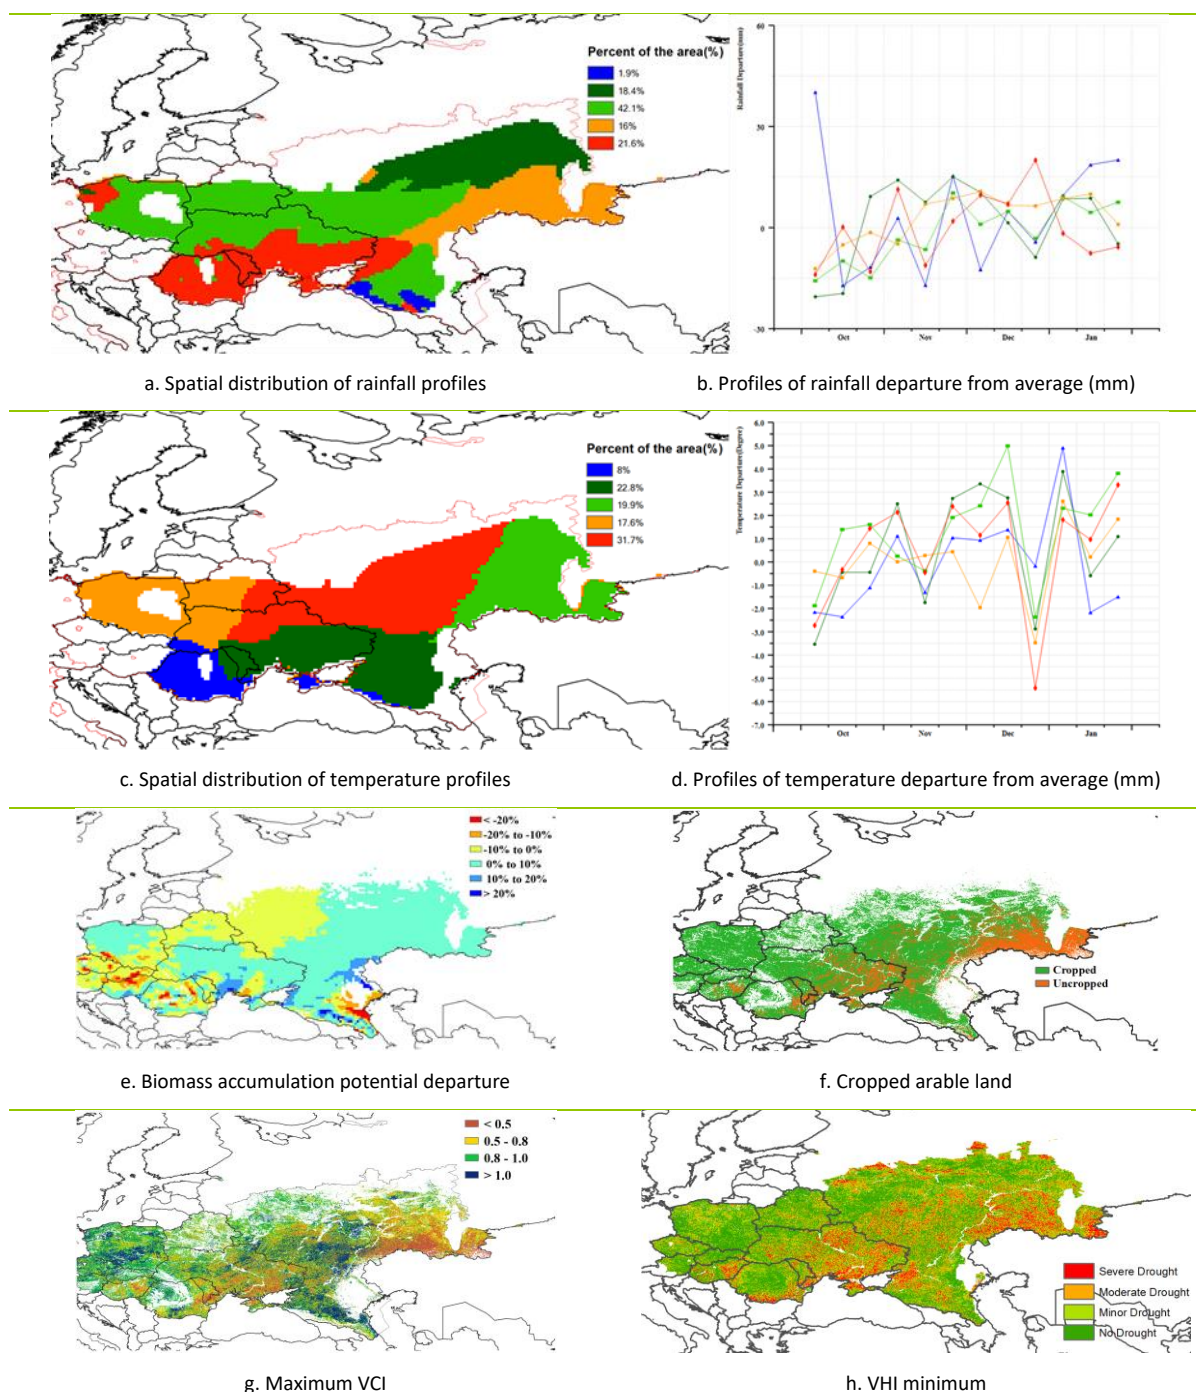 Percent of the area(%)
1.9%
18.4%
42.1%
16%
21.6%
Rainfall Departure(mm)
60
30
0
-30
Oct
Nov
Dec
Jan
a. Spatial distribution of rainfall profiles
b. Profiles of rainfall departure from average (mm)
Percent of the area(%)
8%
22.8%
19.9%
17.6%
31.7%
Temperature Departure(Degree)
6.0
5.0
4.0
3.0
2.0
1.0
-0.0
-1.0
-2.0
-3.0
-4.0
-5.0
-6.0
-7.0
Oct
Nov
Dec
Jan
c. Spatial distribution of temperature profiles
d. Profiles of temperature departure from average (mm)
< -20%
-20% to -10%
-10% to 0%
0% to 10%
10% to 20%
> 20%
Cropped
Uncropped
e. Biomass accumulation potential departure
f. Cropped arable land
< 0.5
0.5 - 0.8
0.8 - 1.0
> 1.0
Severe Drought
Moderate Drought
Minor Drought
No Drought
g. Maximum VCI
h. VHI minimum